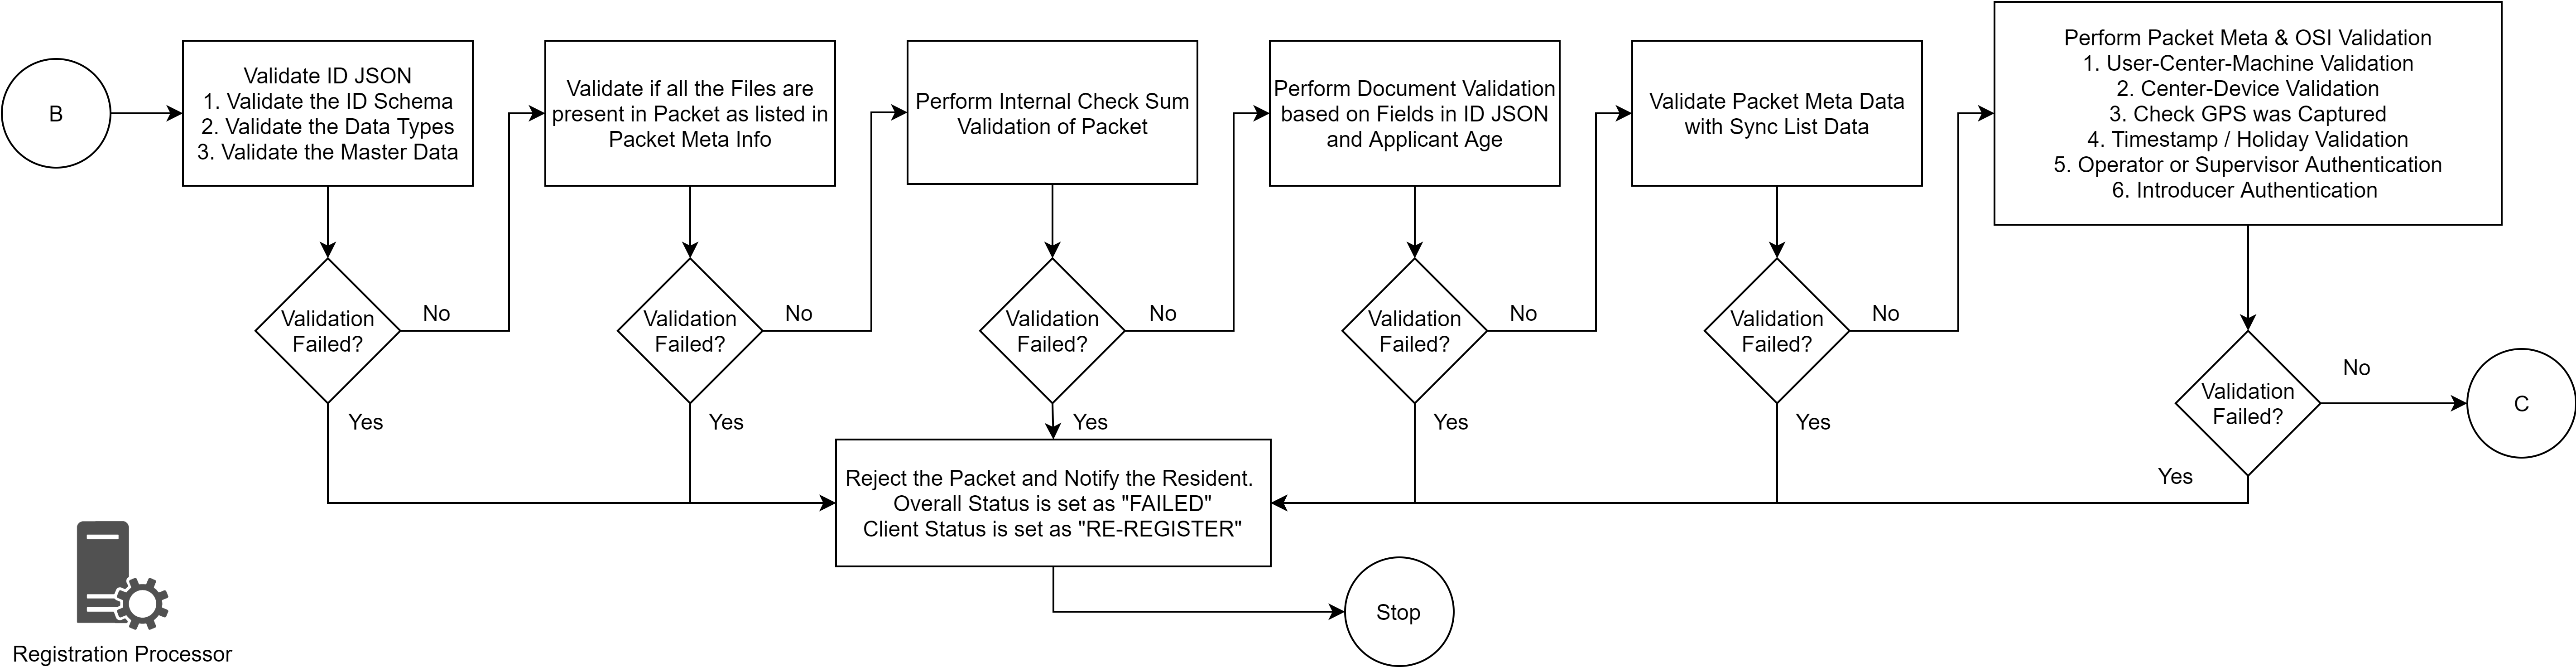 B
Validate ID JSON
1. Validate the ID Schema
2. Validate the Data Types
3. Validate the Master Data
Validate if all the Files are
present in Packet as listed in
Packet Meta Info
Perform Internal Check Sum
Validation of Packet
Perform Document Validation
based on Fields in ID JSON
and Applicant Age
Validate Packet Meta Data
with Sync List Data
Perform Packet Meta & OSI Validation
1. User-Center-Machine Validation
2. Center-Device Validation
3. Check GPS was Captured
4. Timestamp / Holiday Validation
5. Operator or Supervisor Authentication
6. Introducer Authentication
Validation
Failed?
No
Yes
Validation
Failed?
No
Yes
Validation
Failed?
No
Yes
Validation
Failed?
No
Yes
Validation
Failed?
No
Yes
Validation
Failed?
No
Yes
C
Reject the Packet and Notify the Resident.
Overall Status is set as "FAILED"
Client Status is set as "RE-REGISTER"
Stop
Registration Processor